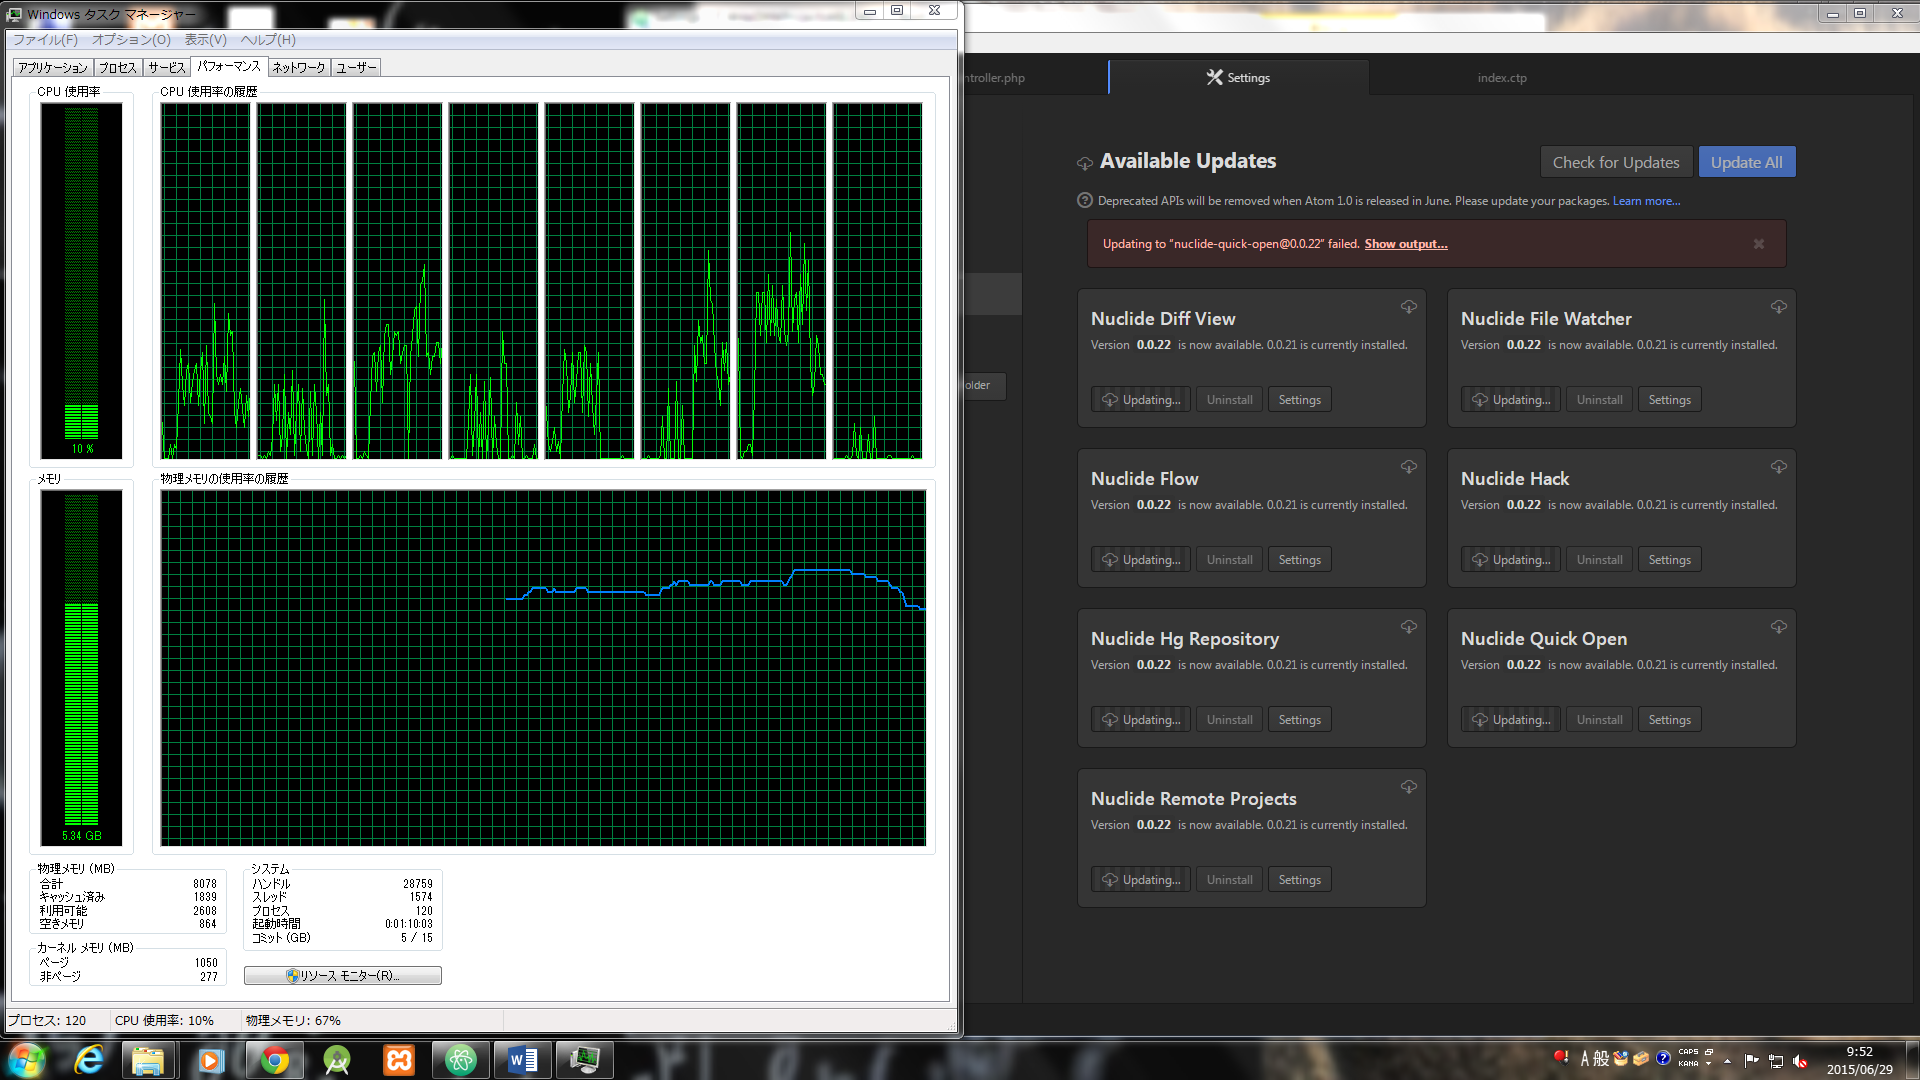 Windows タスク マネージャー
ファイル(F) オプション(O) 表示(V) ヘルプ(H)
アプリケーション プロセス サービス パフォーマンス ネットワーク ユーザー
CPU 使用率
CPU 使用率の履歴
10 %
メモリ
物理メモリの使用率の履歴
5.34 GB
物理メモリ (MB)
合計 8078
キャッシュ済み 1839
利用可能 2608
空きメモリ 864
カーネル メモリ (MB)
ページ 1050
非ページ 277
システム
ハンドル 28759
スレッド 1574
プロセス 120
起動時間 0:01:10:03
コミット (GB) 5 / 15
リソース モニター(R)...
プロセス: 120 CPU 使用率: 10% 物理メモリ: 67%
ntroller.php Settings index.ctp
older
Available Updates
Check for Updates Update All
Deprecated APIs will be removed when Atom 1.0 is released in June. Please update your packages. Learn more...
Updating to “nuclide-quick-open@0.0.22” failed. Show output...
Nuclide Diff View
Version 0.0.22 is now available. 0.0.21 is currently installed.
Updating... Uninstall Settings
Nuclide File Watcher
Version 0.0.22 is now available. 0.0.21 is currently installed.
Updating... Uninstall Settings
Nuclide Flow
Version 0.0.22 is now available. 0.0.21 is currently installed.
Updating... Uninstall Settings
Nuclide Hack
Version 0.0.22 is now available. 0.0.21 is currently installed.
Updating... Uninstall Settings
Nuclide Hg Repository
Version 0.0.22 is now available. 0.0.21 is currently installed.
Updating... Uninstall Settings
Nuclide Quick Open
Version 0.0.22 is now available. 0.0.21 is currently installed.
Updating... Uninstall Settings
Nuclide Remote Projects
Version 0.0.22 is now available. 0.0.21 is currently installed.
Updating... Uninstall Settings
A 般 CAPS KANA
9:52
2015/06/29